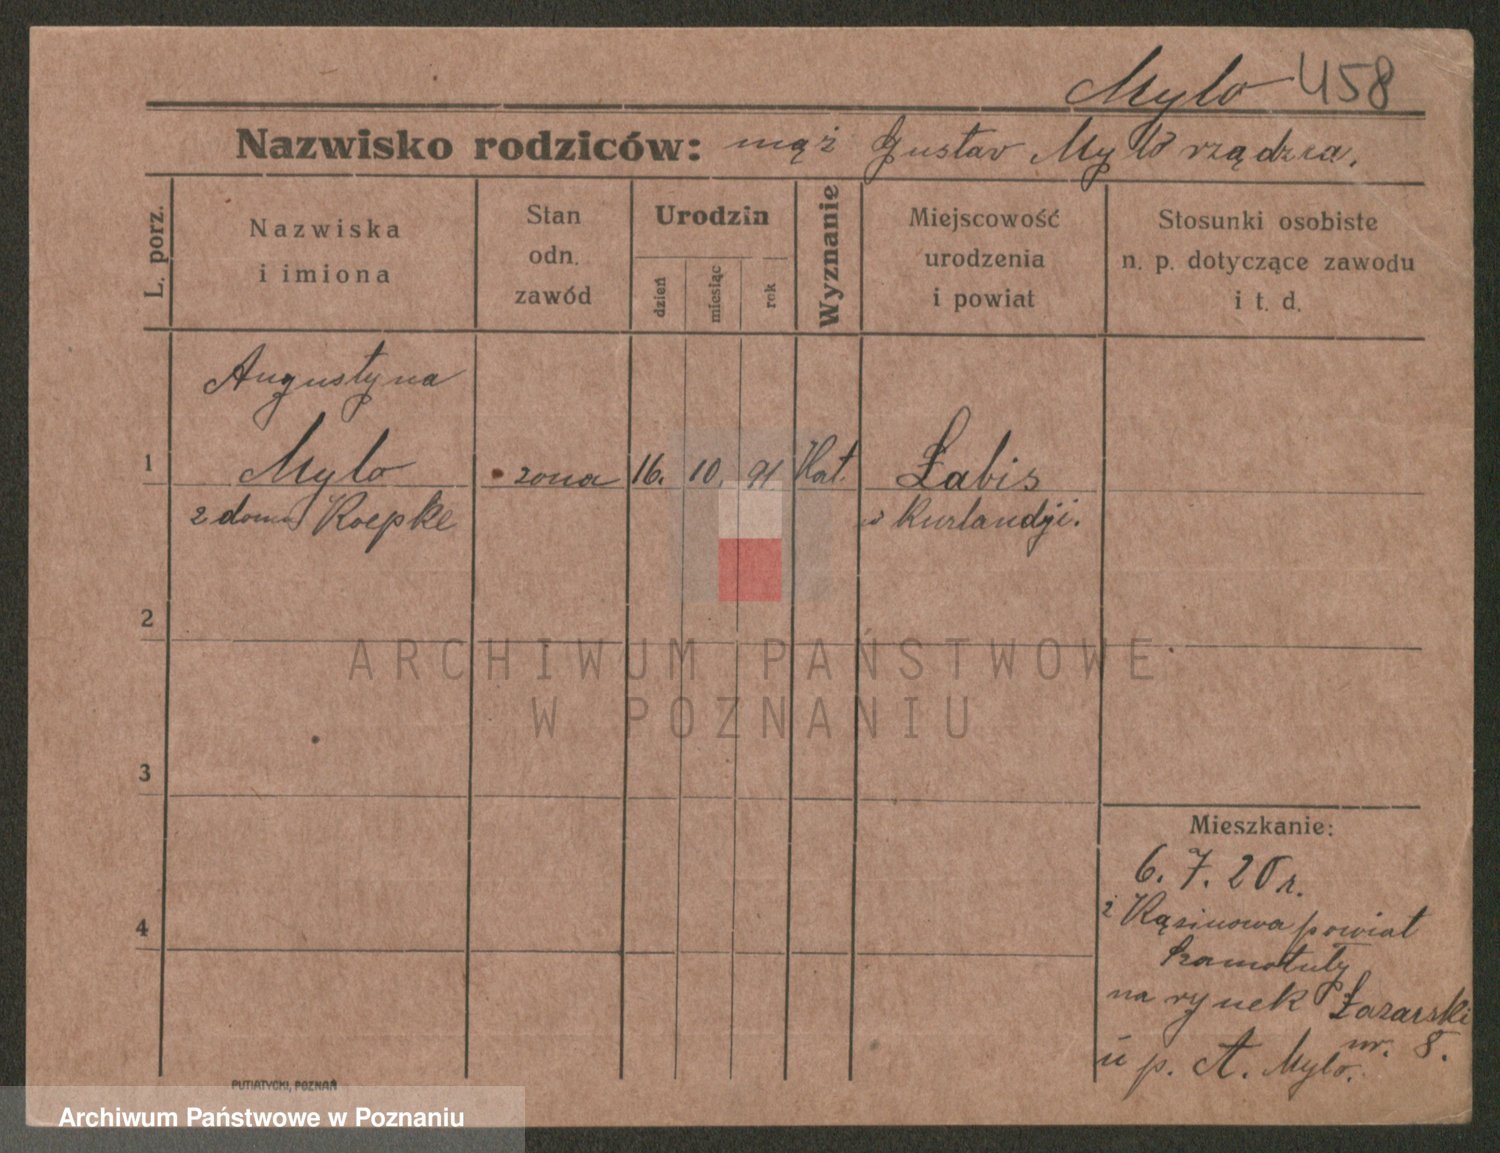 Mylo 458
Nazwisko rodziców: mąż Gustav Mylo rządzca.
L. porz.
Nazwiska
i imiona
Stan
odn.
zawód
Urodzin
dzień
miesiąc
rok
Wyznanie
Miejscowość
urodzenia
i powiat
Stosunki osobiste
n. p. dotyczące zawodu
i t. d.
Augustyna
1 Mylo żona 16. 10. 91 Kat. Łabis
z domu Koepke w Kurlandji.
2
3
4
Mieszkanie:
6. 7. 20 r.
z Kąsinowa powiat
Szamotuły
na rynek Łazarski
nr. 8.
u p. A. Mylo.
PUTIATYCKI, POZNAŃ
ARCHIWUM PAŃSTWOWE
W POZNANIU
Archiwum Państwowe w Poznaniu